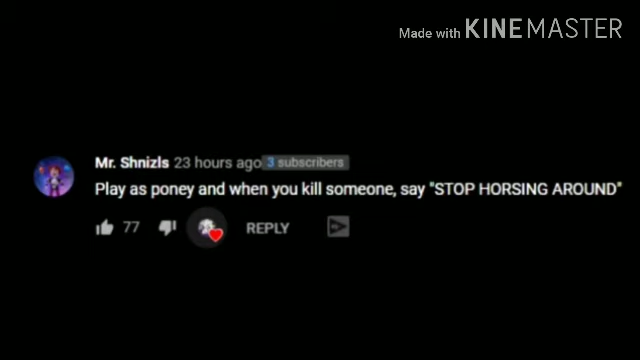 Made with KINEMASTER
Mr. Shnizls 23 hours ago 3 subscribers
Play as poney and when you kill someone, say "STOP HORSING AROUND"
77 REPLY